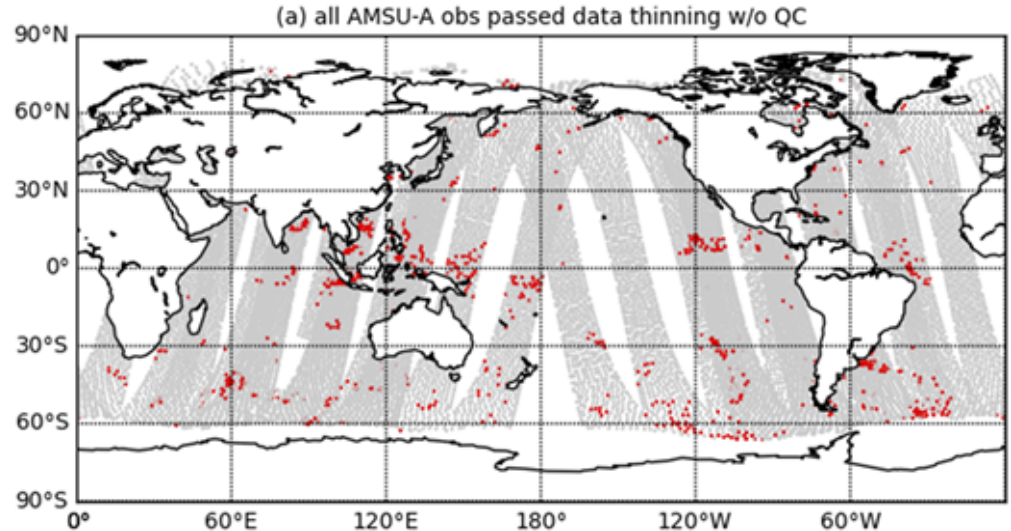 (a) all AMSU-A obs passed data thinning w/o QC
90°N
60°N
30°N
0°
30°S
60°S
90°S
0° 60°E 120°E 180° 120°W 60°W